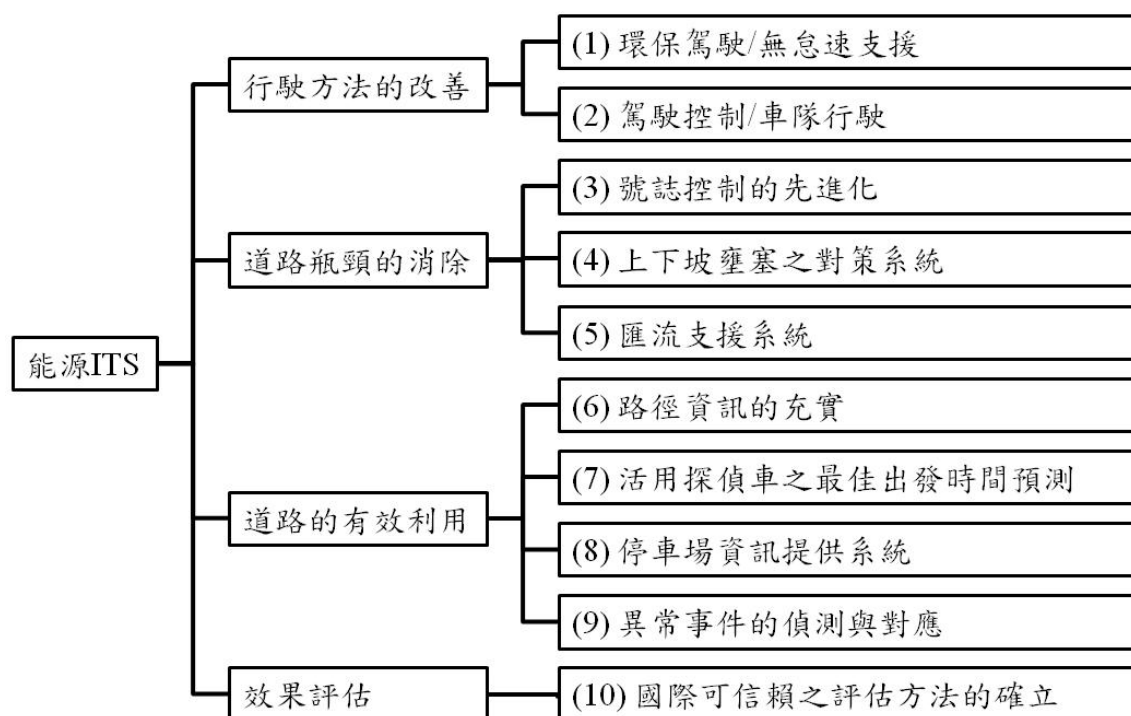 能源ITS
行駛方法的改善
(1) 環保駕駛/無怠速支援
(2) 駕駛控制/車隊行駛
道路瓶頸的消除
(3) 號誌控制的先進化
(4) 上下坡壅塞之對策系統
(5) 匯流支援系統
道路的有效利用
(6) 路徑資訊的充實
(7) 活用探偵車之最佳出發時間預測
(8) 停車場資訊提供系統
(9) 異常事件的偵測與對應
效果評估
(10) 國際可信賴之評估方法的確立